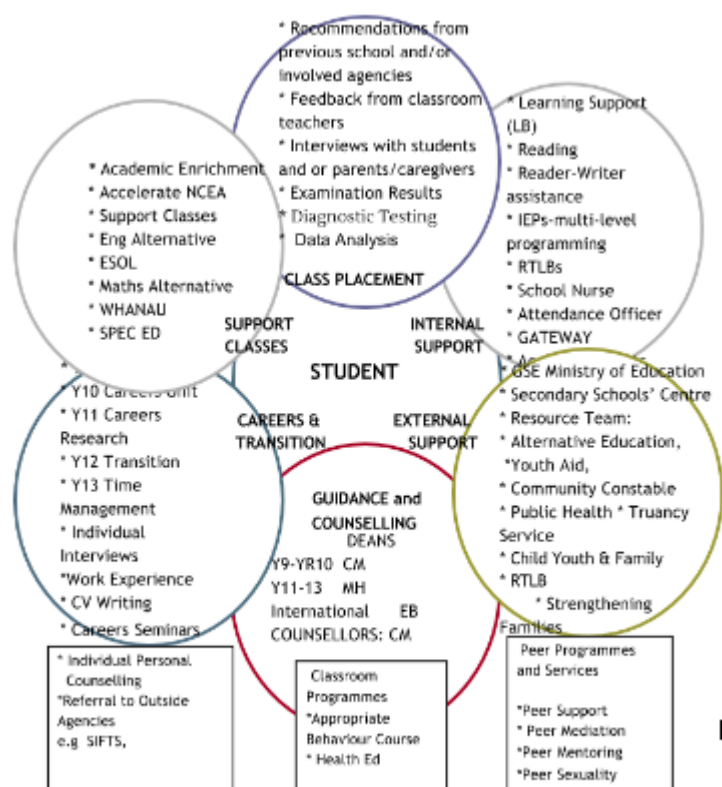 * Recommendations from
previous school and/or
involved agencies
* Feedback from classroom
teachers
* Interviews with students
and or parents/caregivers
* Examination Results
* Diagnostic Testing
* Data Analysis
CLASS PLACEMENT
* Academic Enrichment
* Accelerate NCEA
* Support Classes
* Eng Alternative
* ESOL
* Maths Alternative
* WHANAU
* SPEC ED
SUPPORT
CLASSES
* Learning Support
(LB)
* Reading
* Reader-Writer
assistance
* IEPs-multi-level
programming
* RTLBs
* School Nurse
* Attendance Officer
* GATEWAY
INTERNAL
SUPPORT
STUDENT
* Y10 Careers Unit
* Y11 Careers
Research
* Y12 Transition
* Y13 Time
Management
* Individual
Interviews
*Work Experience
* CV Writing
* Careers Seminars
CAREERS &
TRANSITION
EXTERNAL
SUPPORT
* GSE Ministry of Education
* Secondary Schools' Centre
* Resource Team:
* Alternative Education,
*Youth Aid,
* Community Constable
* Public Health * Truancy
Service
* Child Youth & Family
* RTLB
* Strengthening
Families
GUIDANCE and
COUNSELLING
DEANS
Y9-YR10 CM
Y11-13 MH
International EB
COUNSELLORS: CM
* Individual Personal
Counselling
*Referral to Outside
Agencies
e.g SIFTS,
Classroom
Programmes
*Appropriate
Behaviour Course
* Health Ed
Peer Programmes
and Services
*Peer Support
* Peer Mediation
*Peer Mentoring
*Peer Sexuality